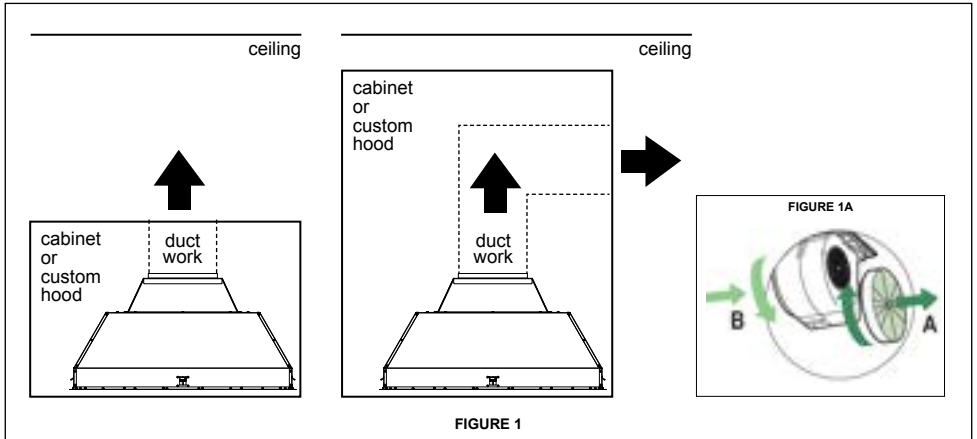 ceiling
cabinet
or
custom
hood
duct
work
ceiling
cabinet
or
custom
hood
duct
work
FIGURE 1A
B
A
FIGURE 1